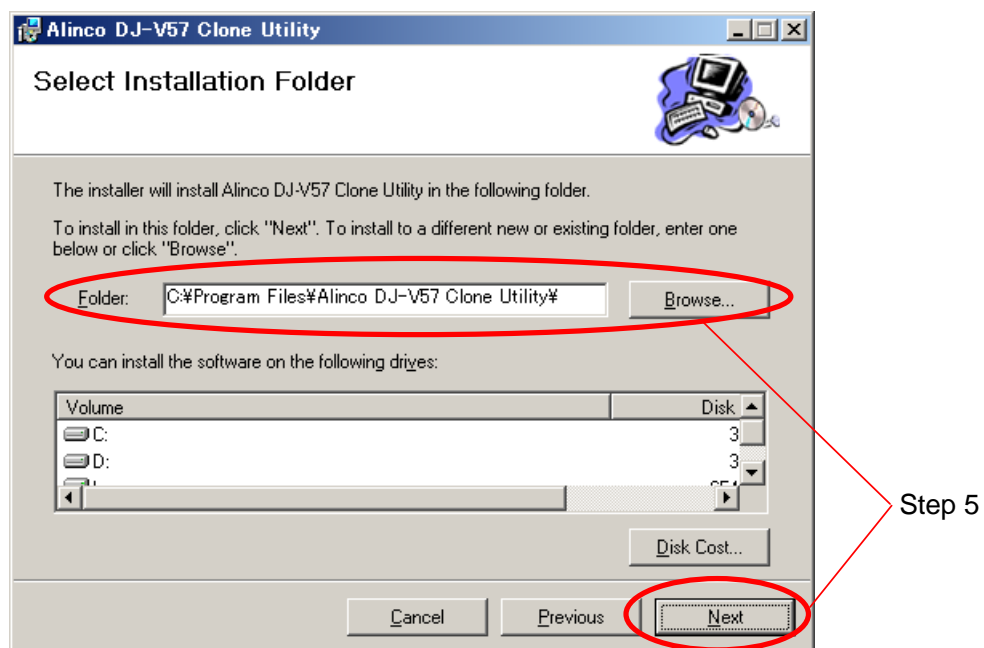 Alinco DJ-V57 Clone Utility
Select Installation Folder
The installer will install Alinco DJ-V57 Clone Utility in the following folder.
To install in this folder, click "Next". To install to a different new or existing folder, enter one
below or click "Browse".
Folder: C:¥Program Files¥Alinco DJ-V57 Clone Utility¥ Browse...
You can install the software on the following drives:
Volume Disk
C: 3
D: 3
Step 5
Disk Cost...
Cancel Previous Next